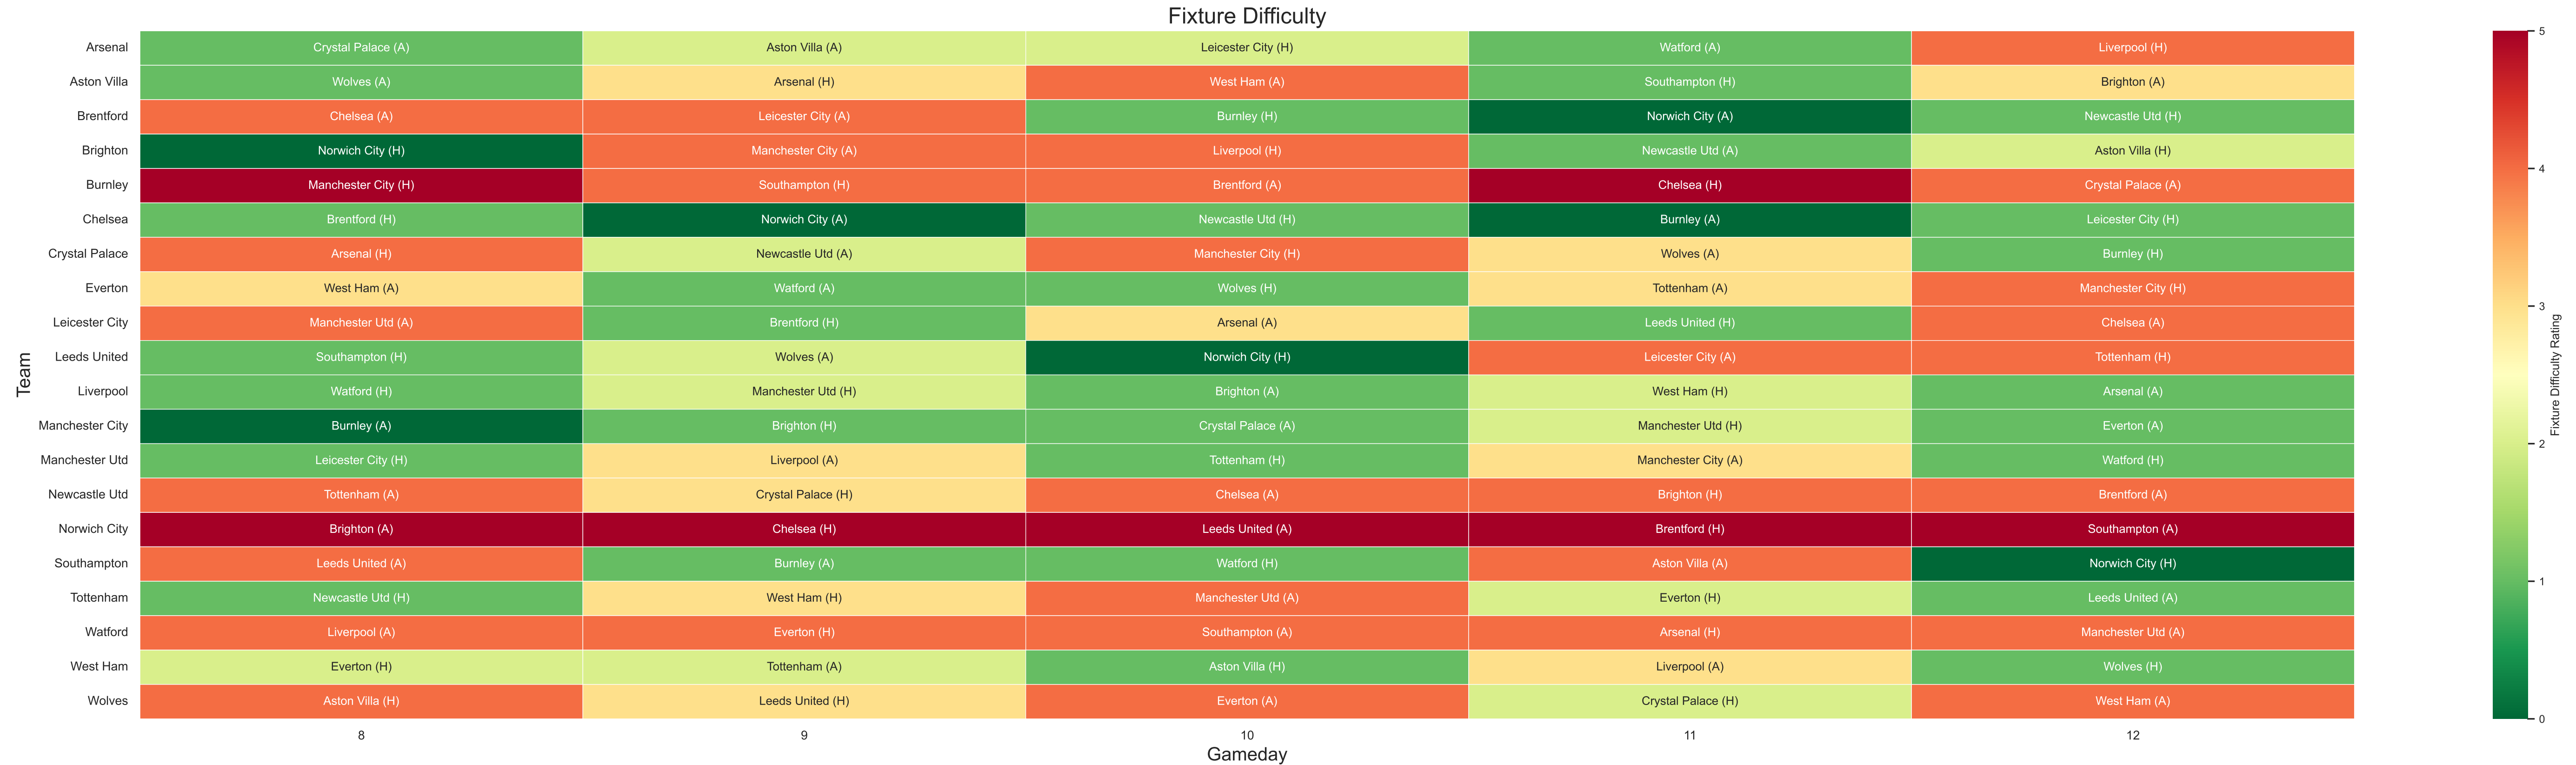 Fixture Difficulty
Arsenal Crystal Palace (A) Aston Villa (A) Leicester City (H) Watford (A) Liverpool (H)
Aston Villa Wolves (A) Arsenal (H) West Ham (A) Southampton (H) Brighton (A)
Brentford Chelsea (A) Leicester City (A) Burnley (H) Norwich City (A) Newcastle Utd (H)
Brighton Norwich City (H) Manchester City (A) Liverpool (H) Newcastle Utd (A) Aston Villa (H)
Burnley Manchester City (H) Southampton (H) Brentford (A) Chelsea (H) Crystal Palace (A)
Chelsea Brentford (H) Norwich City (A) Newcastle Utd (H) Burnley (A) Leicester City (H)
Crystal Palace Arsenal (H) Newcastle Utd (A) Manchester City (H) Wolves (A) Burnley (H)
Everton West Ham (A) Watford (A) Wolves (H) Tottenham (A) Manchester City (H)
Leicester City Manchester Utd (A) Brentford (H) Arsenal (A) Leeds United (H) Chelsea (A)
Leeds United Southampton (H) Wolves (A) Norwich City (H) Leicester City (A) Tottenham (H)
Liverpool Watford (H) Manchester Utd (H) Brighton (A) West Ham (H) Arsenal (A)
Manchester City Burnley (A) Brighton (H) Crystal Palace (A) Manchester Utd (H) Everton (A)
Manchester Utd Leicester City (H) Liverpool (A) Tottenham (H) Manchester City (A) Watford (H)
Newcastle Utd Tottenham (A) Crystal Palace (H) Chelsea (A) Brighton (H) Brentford (A)
Norwich City Brighton (A) Chelsea (H) Leeds United (A) Brentford (H) Southampton (A)
Southampton Leeds United (A) Burnley (A) Watford (H) Aston Villa (A) Norwich City (H)
Tottenham Newcastle Utd (H) West Ham (H) Manchester Utd (A) Everton (H) Leeds United (A)
Watford Liverpool (A) Everton (H) Southampton (A) Arsenal (H) Manchester Utd (A)
West Ham Everton (H) Tottenham (A) Aston Villa (H) Liverpool (A) Wolves (H)
Wolves Aston Villa (H) Leeds United (H) Everton (A) Crystal Palace (H) West Ham (A)
8 9 10 11 12
Gameday
Team
5
4
3
2
1
0
Fixture Difficulty Rating